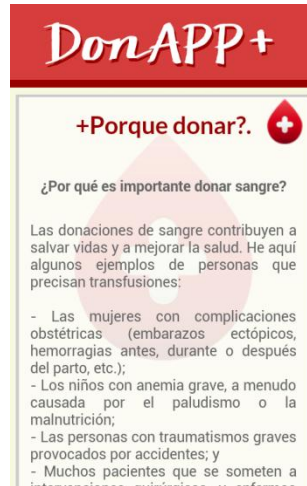 DonAPP+
+Porque donar?.
¿Por qué es importante donar sangre?
Las donaciones de sangre contribuyen a
salvar vidas y a mejorar la salud. He aquí
algunos ejemplos de personas que
precisan transfusiones:
- Las mujeres con complicaciones
obstétricas (embarazos ectópicos,
hemorragias antes, durante o después
del parto, etc.);
- Los niños con anemia grave, a menudo
causada por el paludismo o la
malnutrición;
- Las personas con traumatismos graves
provocados por accidentes; y
- Muchos pacientes que se someten a